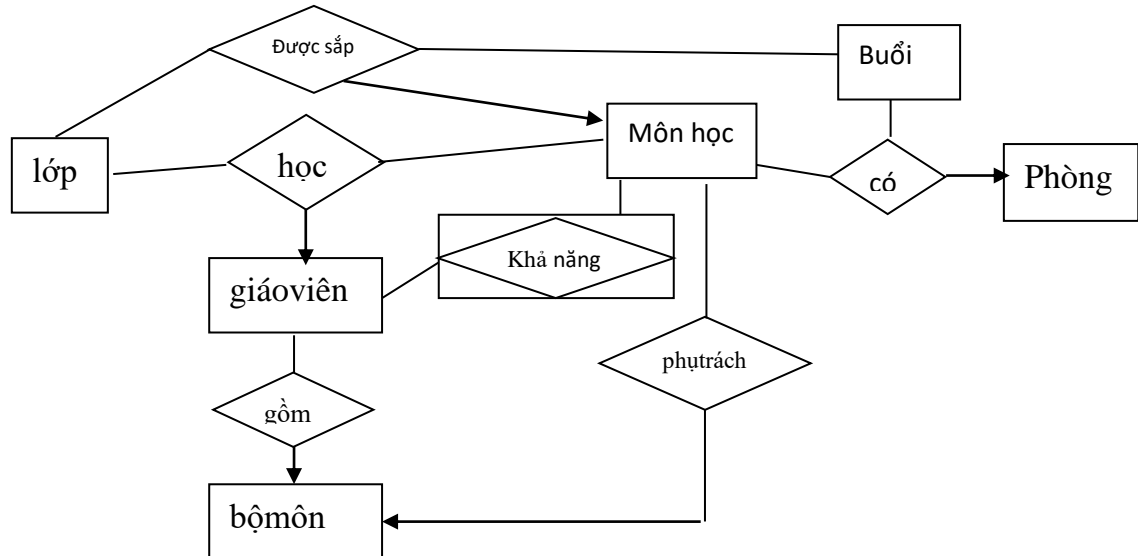 Được sắp
Buổi
Môn học
lớp
học
có
Phòng
Khả năng
giáoviên
phụtrách
gồm
bộmôn